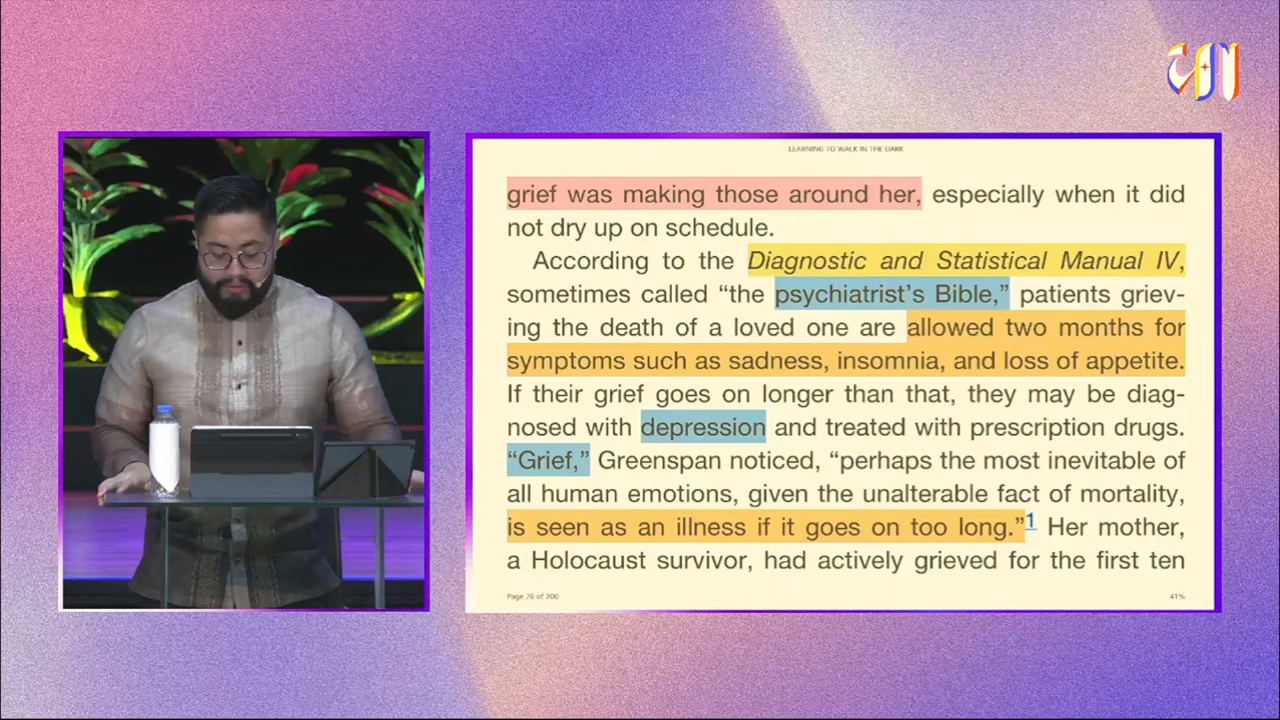 LEARNING TO WALK IN THE DARK
grief was making those around her, especially when it did
not dry up on schedule.
According to the Diagnostic and Statistical Manual IV,
sometimes called “the psychiatrist’s Bible,” patients griev-
ing the death of a loved one are allowed two months for
symptoms such as sadness, insomnia, and loss of appetite.
If their grief goes on longer than that, they may be diag-
nosed with depression and treated with prescription drugs.
“Grief,” Greenspan noticed, “perhaps the most inevitable of
all human emotions, given the unalterable fact of mortality,
is seen as an illness if it goes on too long.”1 Her mother,
a Holocaust survivor, had actively grieved for the first ten
Page 76 of 200
41%